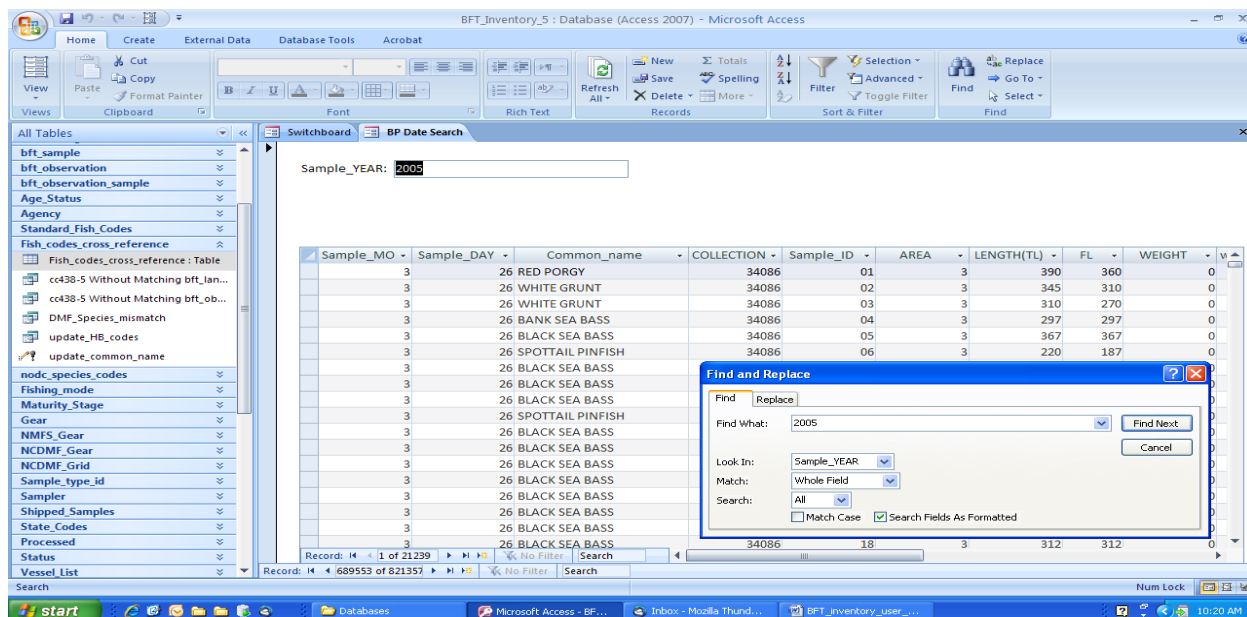 BFT_Inventory_5 : Database (Access 2007) - Microsoft Access
Home Create External Data Database Tools Acrobat
View Paste Cut Copy Format Painter
B I U A
Refresh All New Save Delete Totals Spelling More
Filter Selection Advanced Toggle Filter
Find Replace Go To Select
Views Clipboard Font Rich Text Records Sort & Filter Find
All Tables
bft_sample
bft_observation
bft_observation_sample
Age_Status
Agency
Standard_Fish_Codes
Fish_codes_cross_reference
Fish_codes_cross_reference : Table
cc438-5 Without Matching bft_lan...
cc438-5 Without Matching bft_ob...
DMF_Species_mismatch
update_HB_codes
update_common_name
nodc_species_codes
Fishing_mode
Maturity_Stage
Gear
NMFS_Gear
NCDMF_Gear
NCDMF_Grid
Sample_type_id
Sampler
Shipped_Samples
State_Codes
Processed
Status
Vessel_List
Switchboard BP Date Search
Sample_YEAR: 2005
Sample_MO Sample_DAY Common_name COLLECTION Sample_ID AREA LENGTH(TL) FL WEIGHT
3 26 RED PORGY 34086 01 3 390 360 0
3 26 WHITE GRUNT 34086 02 3 345 310 0
3 26 WHITE GRUNT 34086 03 3 310 270 0
3 26 BANK SEA BASS 34086 04 3 297 297 0
3 26 BLACK SEA BASS 34086 05 3 367 367 0
3 26 SPOTTAIL PINFISH 34086 06 3 220 187 0
3 26 BLACK SEA BASS
3 26 BLACK SEA BASS
3 26 BLACK SEA BASS
3 26 SPOTTAIL PINFISH
3 26 BLACK SEA BASS
3 26 BLACK SEA BASS
3 26 BLACK SEA BASS
3 26 BLACK SEA BASS
3 26 BLACK SEA BASS
3 26 BLACK SEA BASS
3 26 BLACK SEA BASS
3 26 BLACK SEA BASS 34086 18 3 312 312 0
Find and Replace
Find Replace
Find What: 2005 Find Next
Cancel
Look In: Sample_YEAR
Match: Whole Field
Search: All
Match Case Search Fields As Formatted
Record: 1 of 21239 No Filter Search
Record: 689553 of 821357 No Filter Search
Search Num Lock
start Databases Microsoft Access - BF... Inbox - Mozilla Thund... BFT_inventory_user_... 10:20 AM